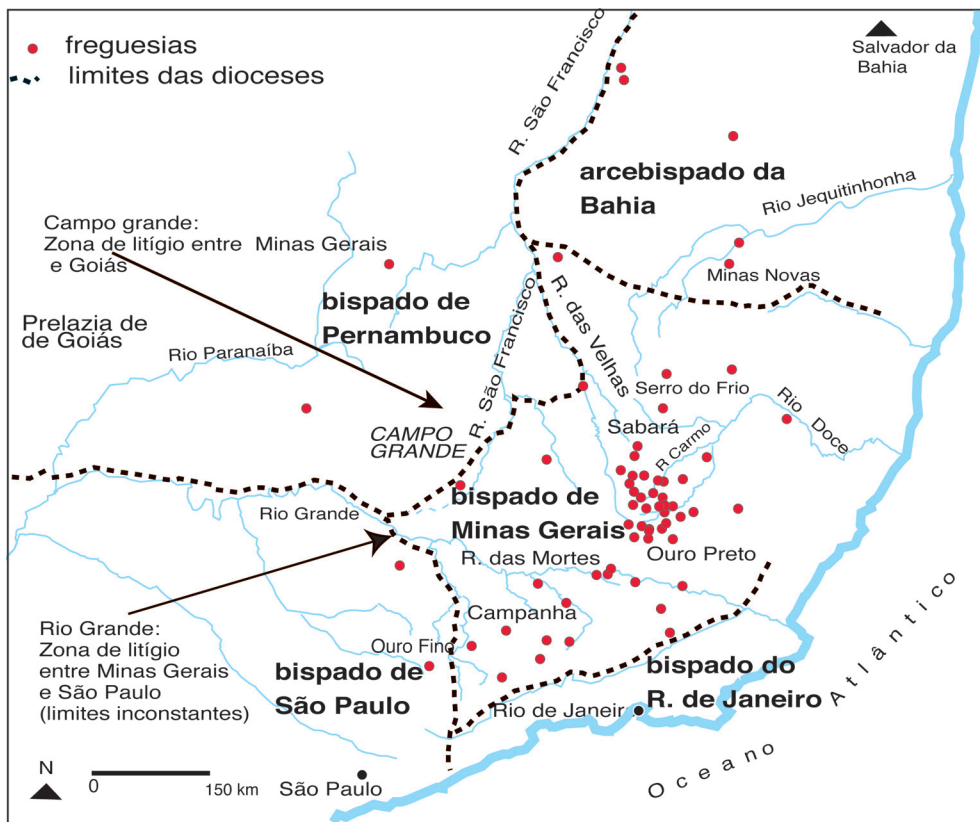 freguesias
limites das dioceses
Salvador da
Bahia
R. São Francisco
arcebispado da
Bahia
Rio Jequitinhonha
Campo grande:
Zona de litígio entre Minas Gerais
e Goiás
Minas Novas
bispado de
Pernambuco
Prelazia de
de Goiás
Rio Paranaíba
R. São Francisco
R. das Velhas
Serro do Frio
Rio Doce
Sabará
R Carmo
CAMPO
GRANDE
bispado de
Minas Gerais
Rio Grande
Ouro Preto
R. das Mortes
Campanha
Rio Grande:
Zona de litígio
entre Minas Gerais
e São Paulo
(limites inconstantes)
Ouro Fino
bispado de
São Paulo
bispado do
R. de Janeiro
Rio de Janeir
Oceano Atlântico
N
0
150 km
São Paulo